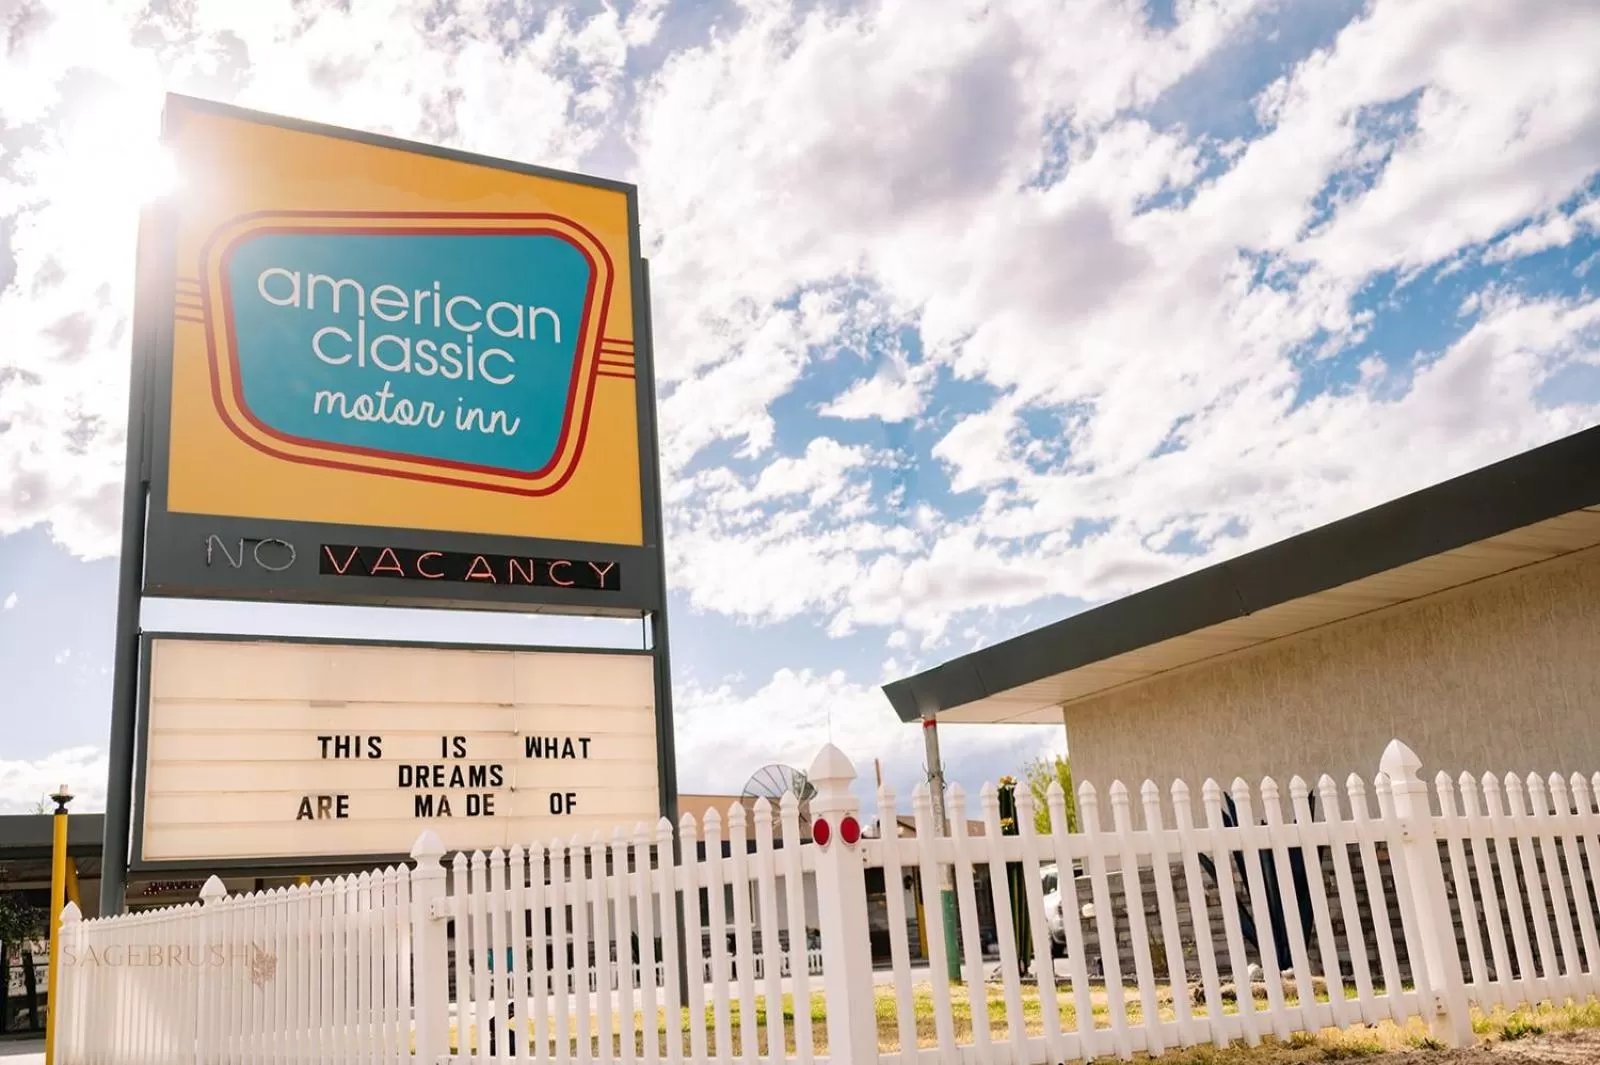 american
classic
motor inn
NO VACANCY
THIS IS WHAT
DREAMS
ARE MADE OF
SAGEBRUSH